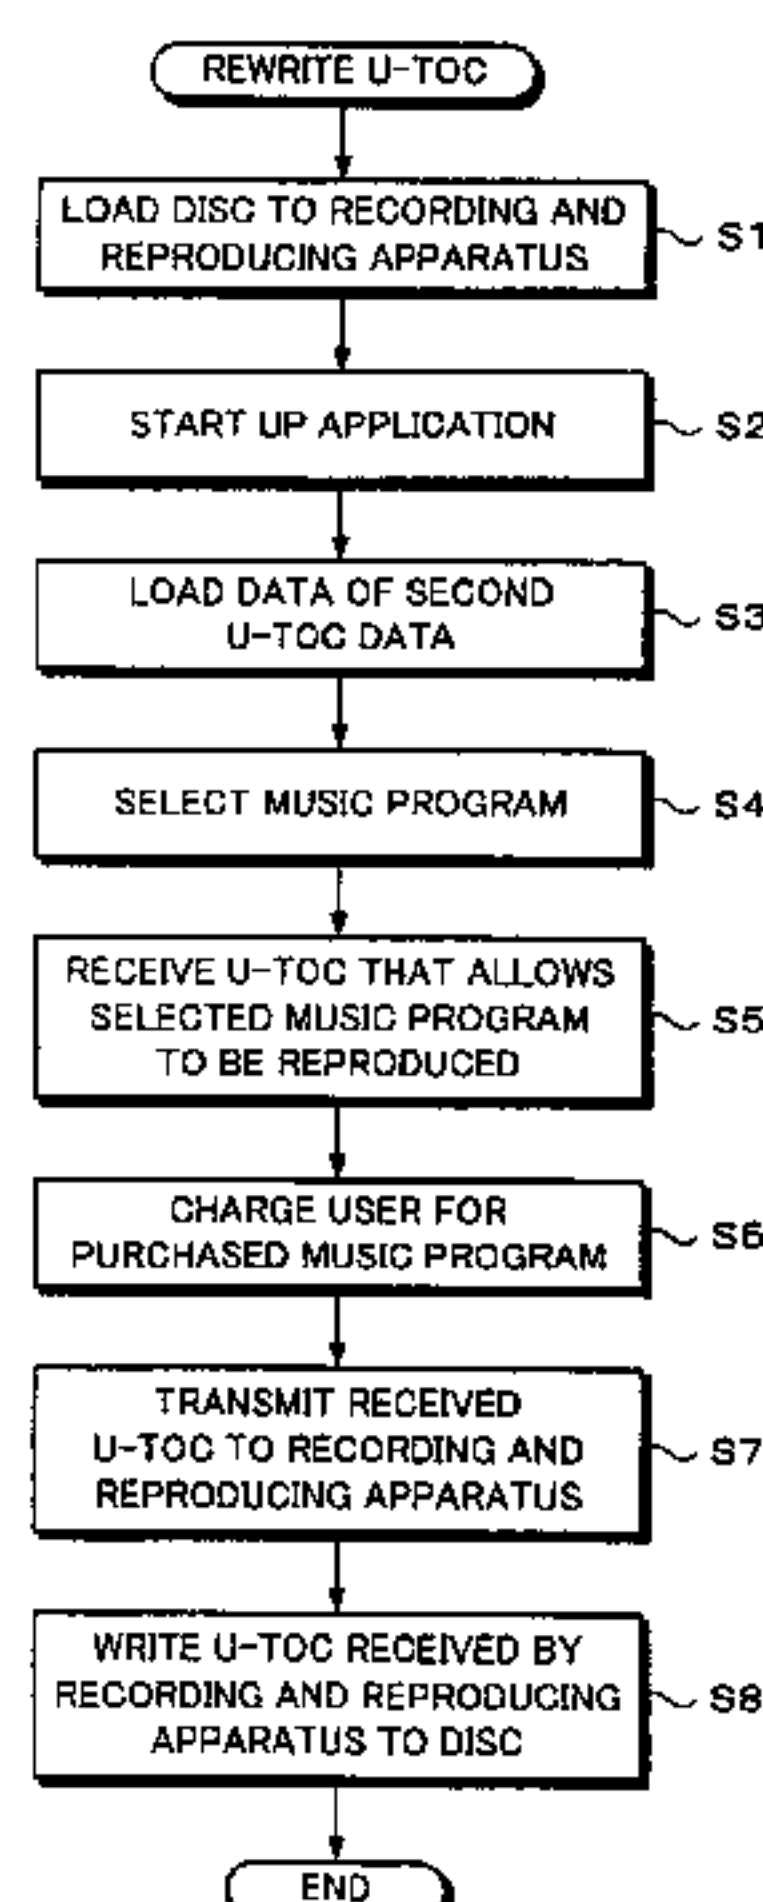 REWRITE U-TOC
LOAD DISC TO RECORDING AND
REPRODUCING APPARATUS
S1
START UP APPLICATION
S2
LOAD DATA OF SECOND
U-TOC DATA
S3
SELECT MUSIC PROGRAM
S4
RECEIVE U-TOC THAT ALLOWS
SELECTED MUSIC PROGRAM
TO BE REPRODUCED
S5
CHARGE USER FOR
PURCHASED MUSIC PROGRAM
S6
TRANSMIT RECEIVED
U-TOC TO RECORDING AND
REPRODUCING APPARATUS
S7
WRITE U-TOC RECEIVED BY
RECORDING AND REPRODUCING
APPARATUS TO DISC
S8
END